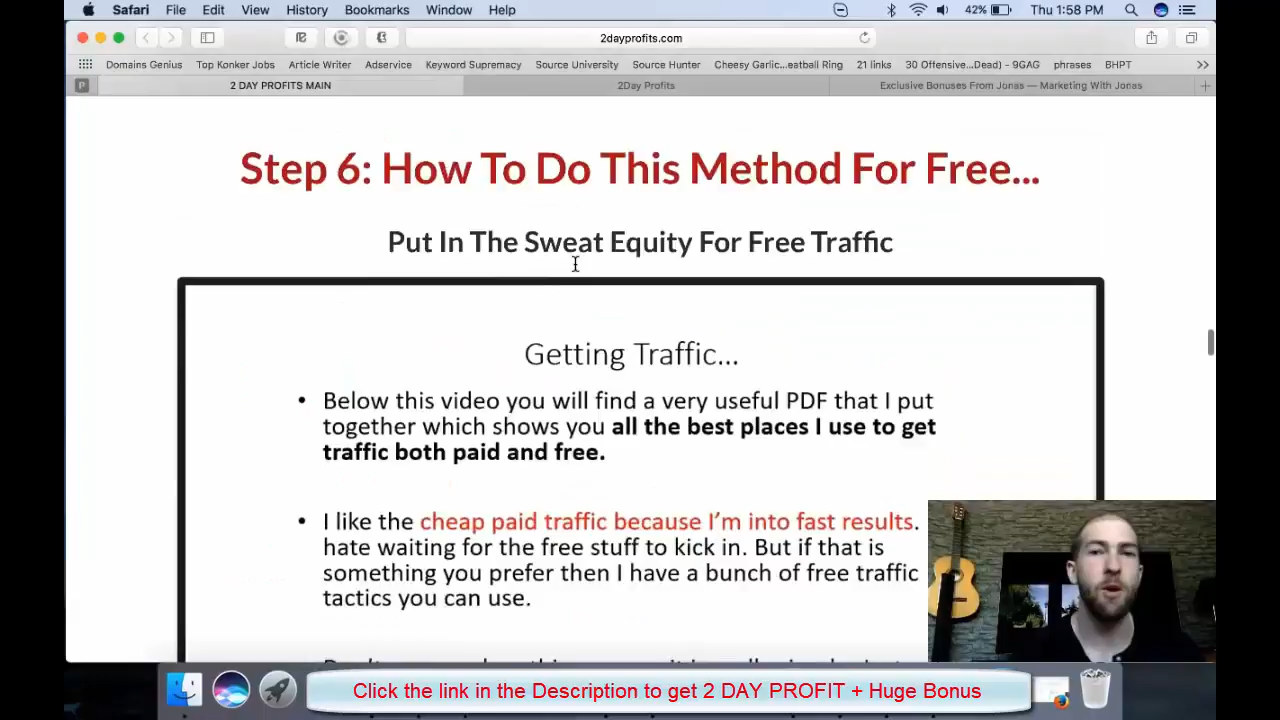 Safari File Edit View History Bookmarks Window Help 42% Thu 1:58 PM
2dayprofits.com
Domains Genius Top Konker Jobs Article Writer Adservice Keyword Supremacy Source University Source Hunter Cheesy Garlic...eatball Ring 21 links 30 Offensive...Dead) - 9GAG phrases BHPT
2 DAY PROFITS MAIN 2Day Profits Exclusive Bonuses From Jonas — Marketing With Jonas
Step 6: How To Do This Method For Free...
Put In The Sweat Equity For Free Traffic
Getting Traffic...
• Below this video you will find a very useful PDF that I put
together which shows you all the best places I use to get
traffic both paid and free.
• I like the cheap paid traffic because I'm into fast results.
hate waiting for the free stuff to kick in. But if that is
something you prefer then I have a bunch of free traffic
tactics you can use.
Click the link in the Description to get 2 DAY PROFIT + Huge Bonus